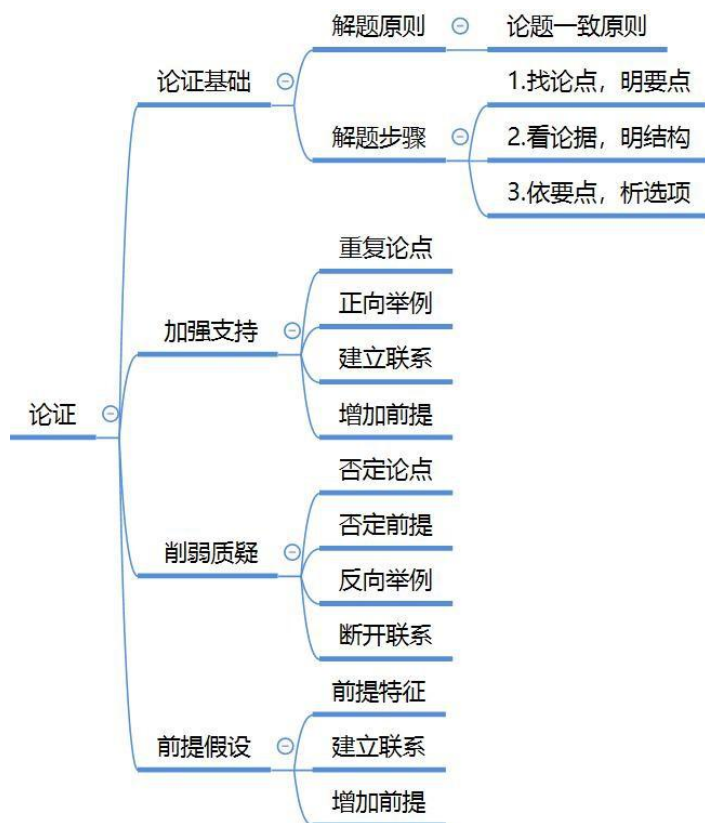 论证
论证基础
解题原则
论题一致原则
解题步骤
1.找论点，明要点
2.看论据，明结构
3.依要点，析选项
加强支持
重复论点
正向举例
建立联系
增加前提
削弱质疑
否定论点
否定前提
反向举例
断开联系
前提假设
前提特征
建立联系
增加前提